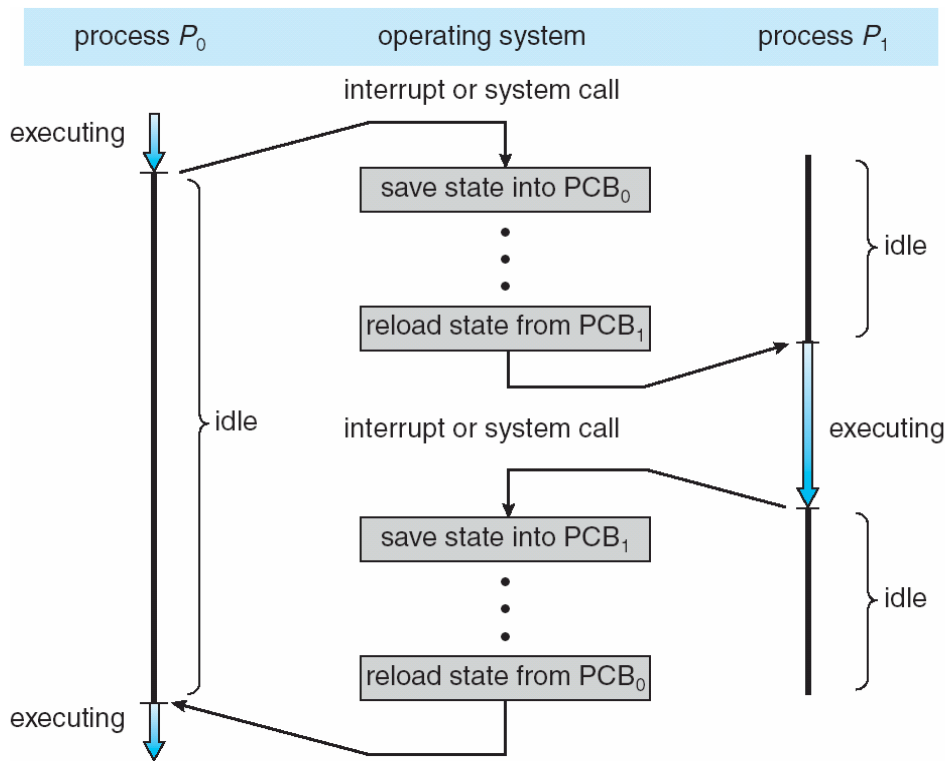 process P₀ operating system process P₁
interrupt or system call
executing
save state into PCB₀
idle
reload state from PCB₁
idle
interrupt or system call
executing
save state into PCB₁
idle
reload state from PCB₀
executing